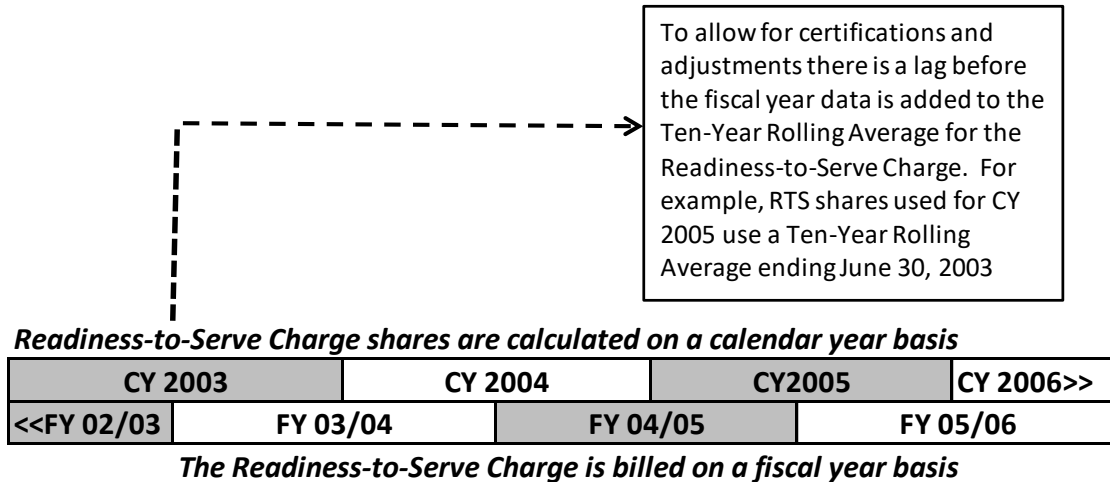 To allow for certifications and
adjustments there is a lag before
the fiscal year data is added to the
Ten-Year Rolling Average for the
Readiness-to-Serve Charge.  For
example, RTS shares used for CY
2005 use a Ten-Year Rolling
Average ending June 30, 2003
Readiness-to-Serve Charge shares are calculated on a calendar year basis
CY 2003 CY 2004 CY2005 CY 2006>>
<<FY 02/03 FY 03/04 FY 04/05 FY 05/06
The Readiness-to-Serve Charge is billed on a fiscal year basis